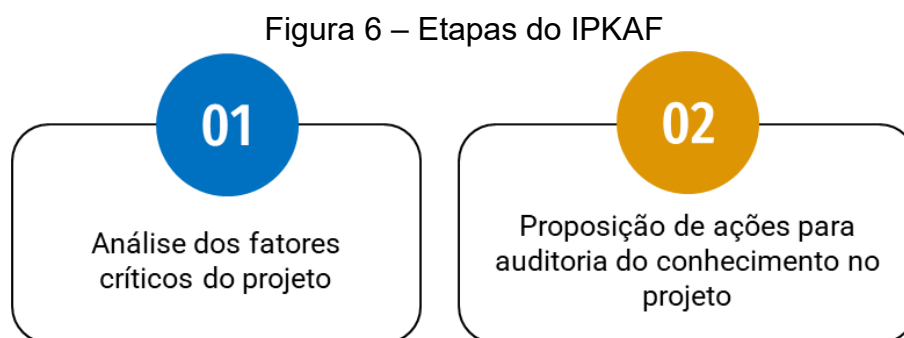 Figura 6 – Etapas do IPKAF
01
Análise dos fatores
críticos do projeto
02
Proposição de ações para
auditoria do conhecimento no
projeto